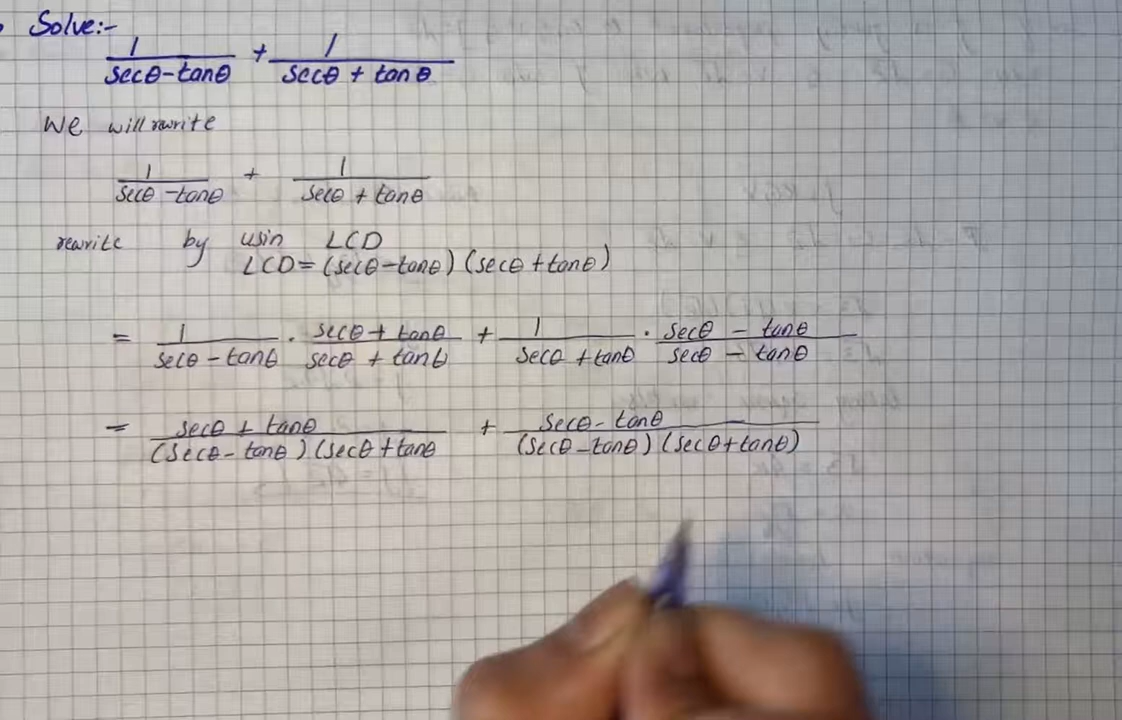 Solve:-
1/(secθ-tanθ) + 1/(secθ + tanθ)
We will rewrite
1/(secθ -tanθ) + 1/(secθ + tanθ)
rewrite by usin LCD
LCD= (secθ-tanθ) (secθ+tanθ)
= 1/(secθ - tanθ) · (secθ + tanθ)/(secθ + tanθ) + 1/(secθ + tanθ) · (secθ - tanθ)/(secθ - tanθ)
= (secθ + tanθ)/((secθ- tanθ) (secθ +tanθ) + (secθ- tanθ)/((secθ -tanθ) (secθ+tanθ))